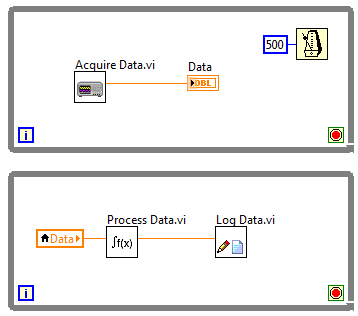 Acquire Data.vi
Data
DBL
500
i
Process Data.vi
Log Data.vi
Data
∫f(x)
i